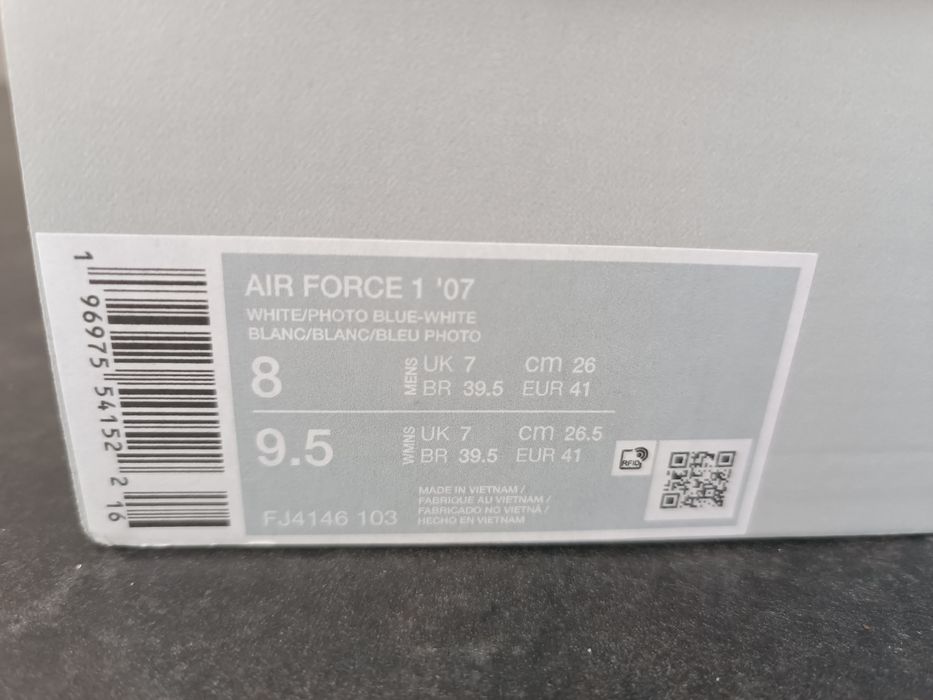 AIR FORCE 1 '07
WHITE/PHOTO BLUE-WHITE
BLANC/BLANC/BLEU PHOTO
8 MENS UK 7 cm 26
BR 39.5 EUR 41
9.5 WMNS UK 7 cm 26.5
BR 39.5 EUR 41
RFID
MADE IN VIETNAM /
FABRIQUE AU VIETNAM /
FABRICADO NO VIETNÃ /
HECHO EN VIETNAM
FJ4146 103
1 96975 54152 2 16